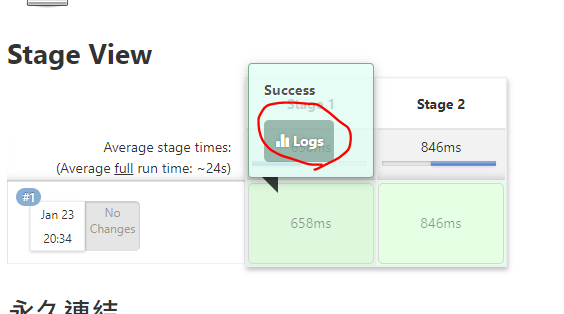 Stage View
Success
Stage 1
Stage 2
Logs
Average stage times:
846ms
(Average full run time: ~24s)
#1
Jan 23
No
Changes
20:34
658ms
846ms
永久連結